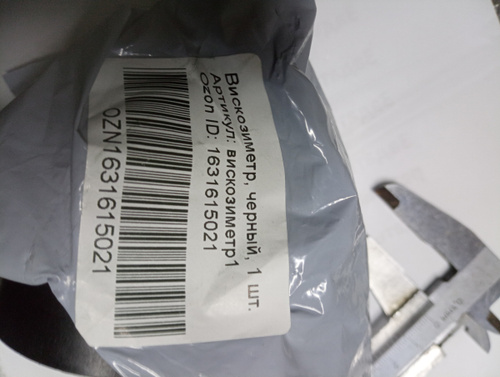 Вискозиметр, черный, 1 шт.
Артикул: вискозиметр1
Ozon ID: 1631615021
OZN1631615021